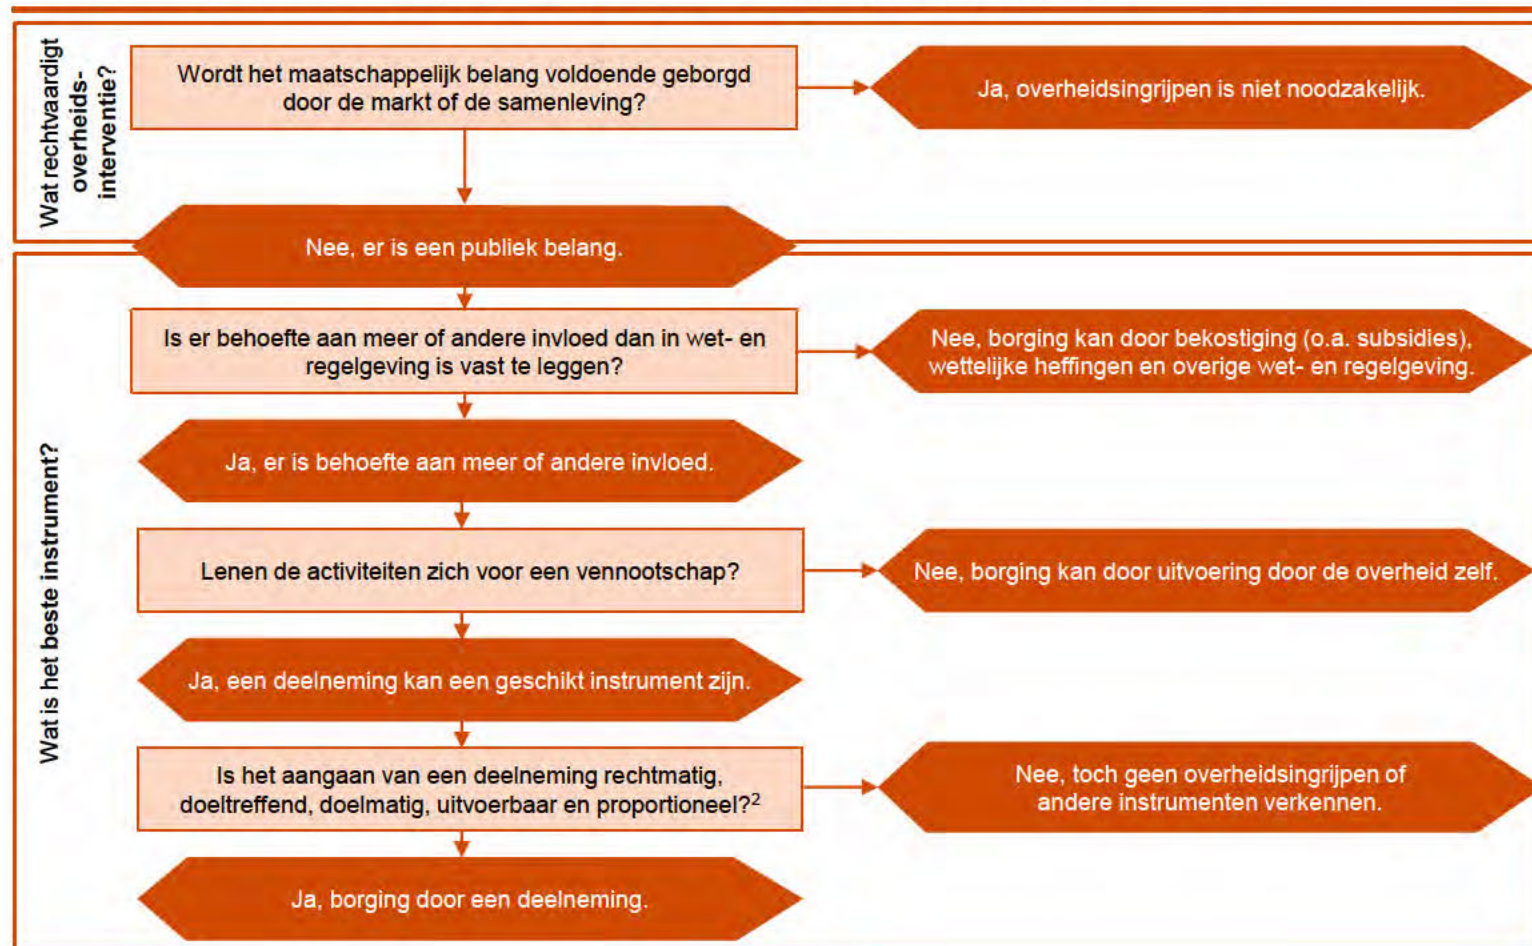 Wat rechtvaardigt
overheids-
interventie?
Wordt het maatschappelijk belang voldoende geborgd
door de markt of de samenleving?
Ja, overheidsingrijpen is niet noodzakelijk.
Nee, er is een publiek belang.
Wat is het beste instrument?
Is er behoefte aan meer of andere invloed dan in wet- en
regelgeving is vast te leggen?
Nee, borging kan door bekostiging (o.a. subsidies),
wettelijke heffingen en overige wet- en regelgeving.
Ja, er is behoefte aan meer of andere invloed.
Lenen de activiteiten zich voor een vennootschap?
Nee, borging kan door uitvoering door de overheid zelf.
Ja, een deelneming kan een geschikt instrument zijn.
Is het aangaan van een deelneming rechtmatig,
doeltreffend, doelmatig, uitvoerbaar en proportioneel?²
Nee, toch geen overheidsingrijpen of
andere instrumenten verkennen.
Ja, borging door een deelneming.